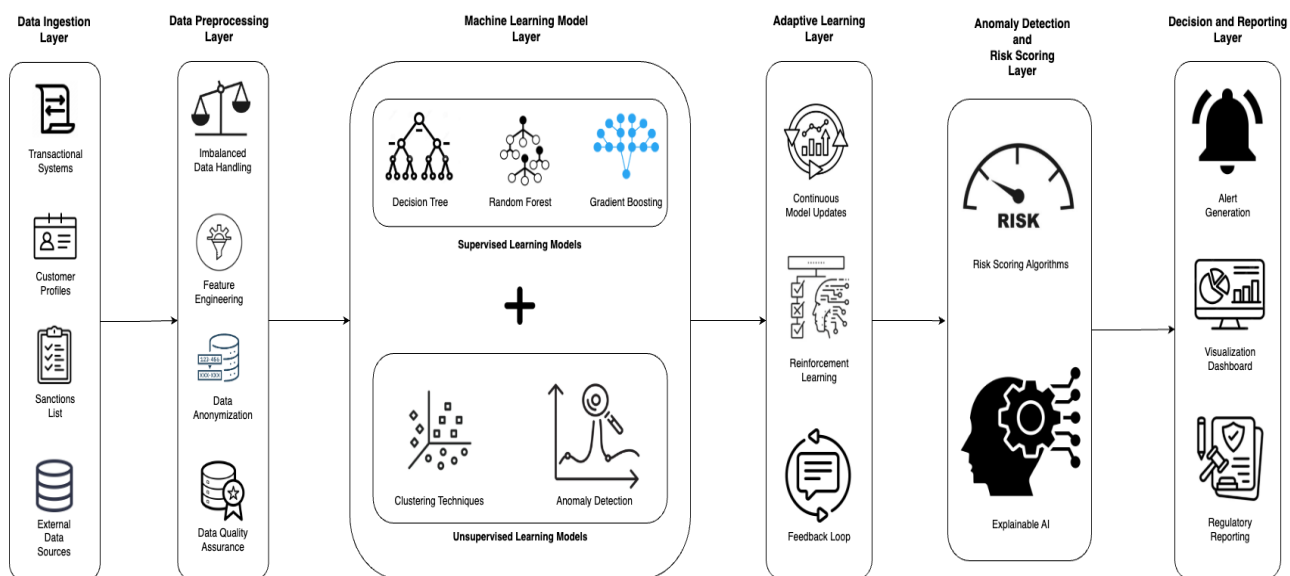 Data Ingestion
Layer
Transactional
Systems
Customer
Profiles
Sanctions
List
External
Data
Sources
Data Preprocessing
Layer
Imbalanced
Data Handling
Feature
Engineering
123-456
XXX-XXX
Data
Anonymization
Data Quality
Assurance
Machine Learning Model
Layer
Decision Tree
Random Forest
Gradient Boosting
Supervised Learning Models
+
Clustering Techniques
Anomaly Detection
Unsupervised Learning Models
Adaptive Learning
Layer
Continuous
Model Updates
Reinforcement
Learning
Feedback Loop
Anomaly Detection
and
Risk Scoring
Layer
RISK
Risk Scoring Algorithms
Explainable AI
Decision and Reporting
Layer
Alert
Generation
Visualization
Dashboard
Regulatory
Reporting